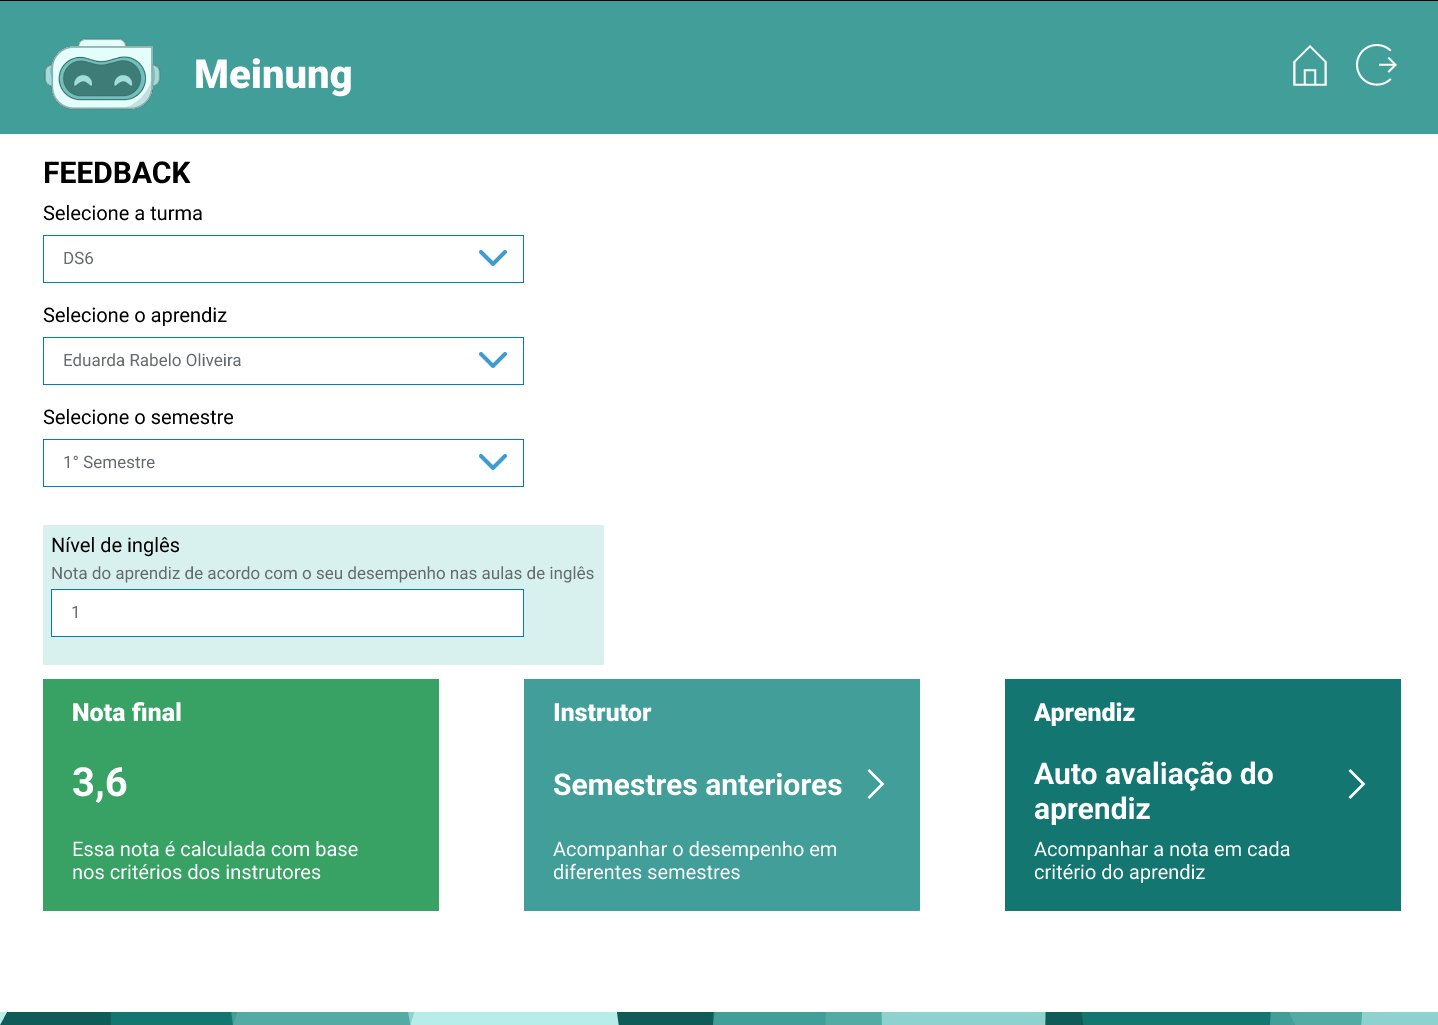 Meinung
FEEDBACK
Selecione a turma
DS6
Selecione o aprendiz
Eduarda Rabelo Oliveira
Selecione o semestre
1° Semestre
Nível de inglês
Nota do aprendiz de acordo com o seu desempenho nas aulas de inglês
1
Nota final
3,6
Essa nota é calculada com base
nos critérios dos instrutores
Instrutor
Semestres anteriores
Acompanhar o desempenho em
diferentes semestres
Aprendiz
Auto avaliação do
aprendiz
Acompanhar a nota em cada
critério do aprendiz